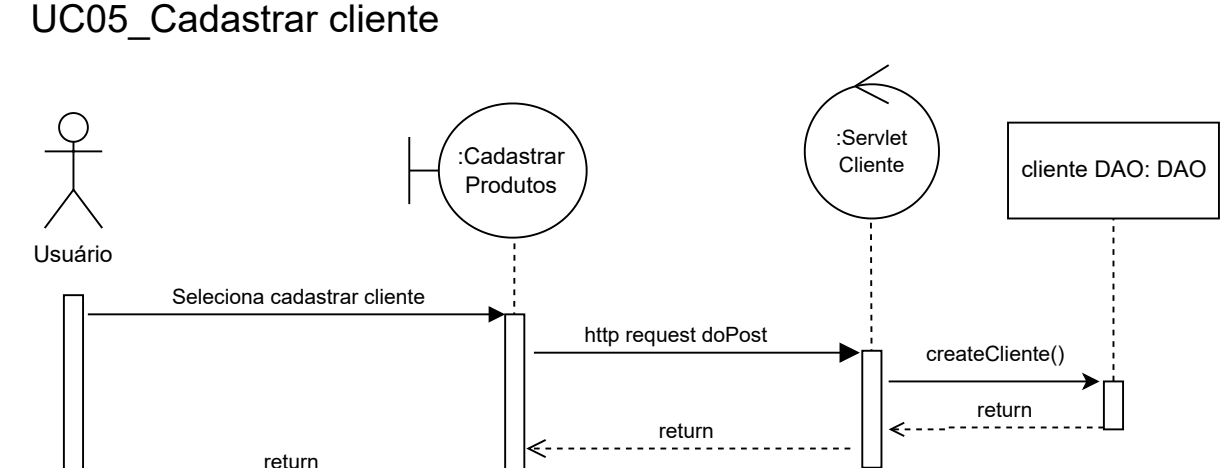 UC05_Cadastrar cliente
:Servlet
Cliente
:Cadastrar
Produtos
cliente DAO: DAO
Usuário
Seleciona cadastrar cliente
http request doPost
createCliente()
return
return
return